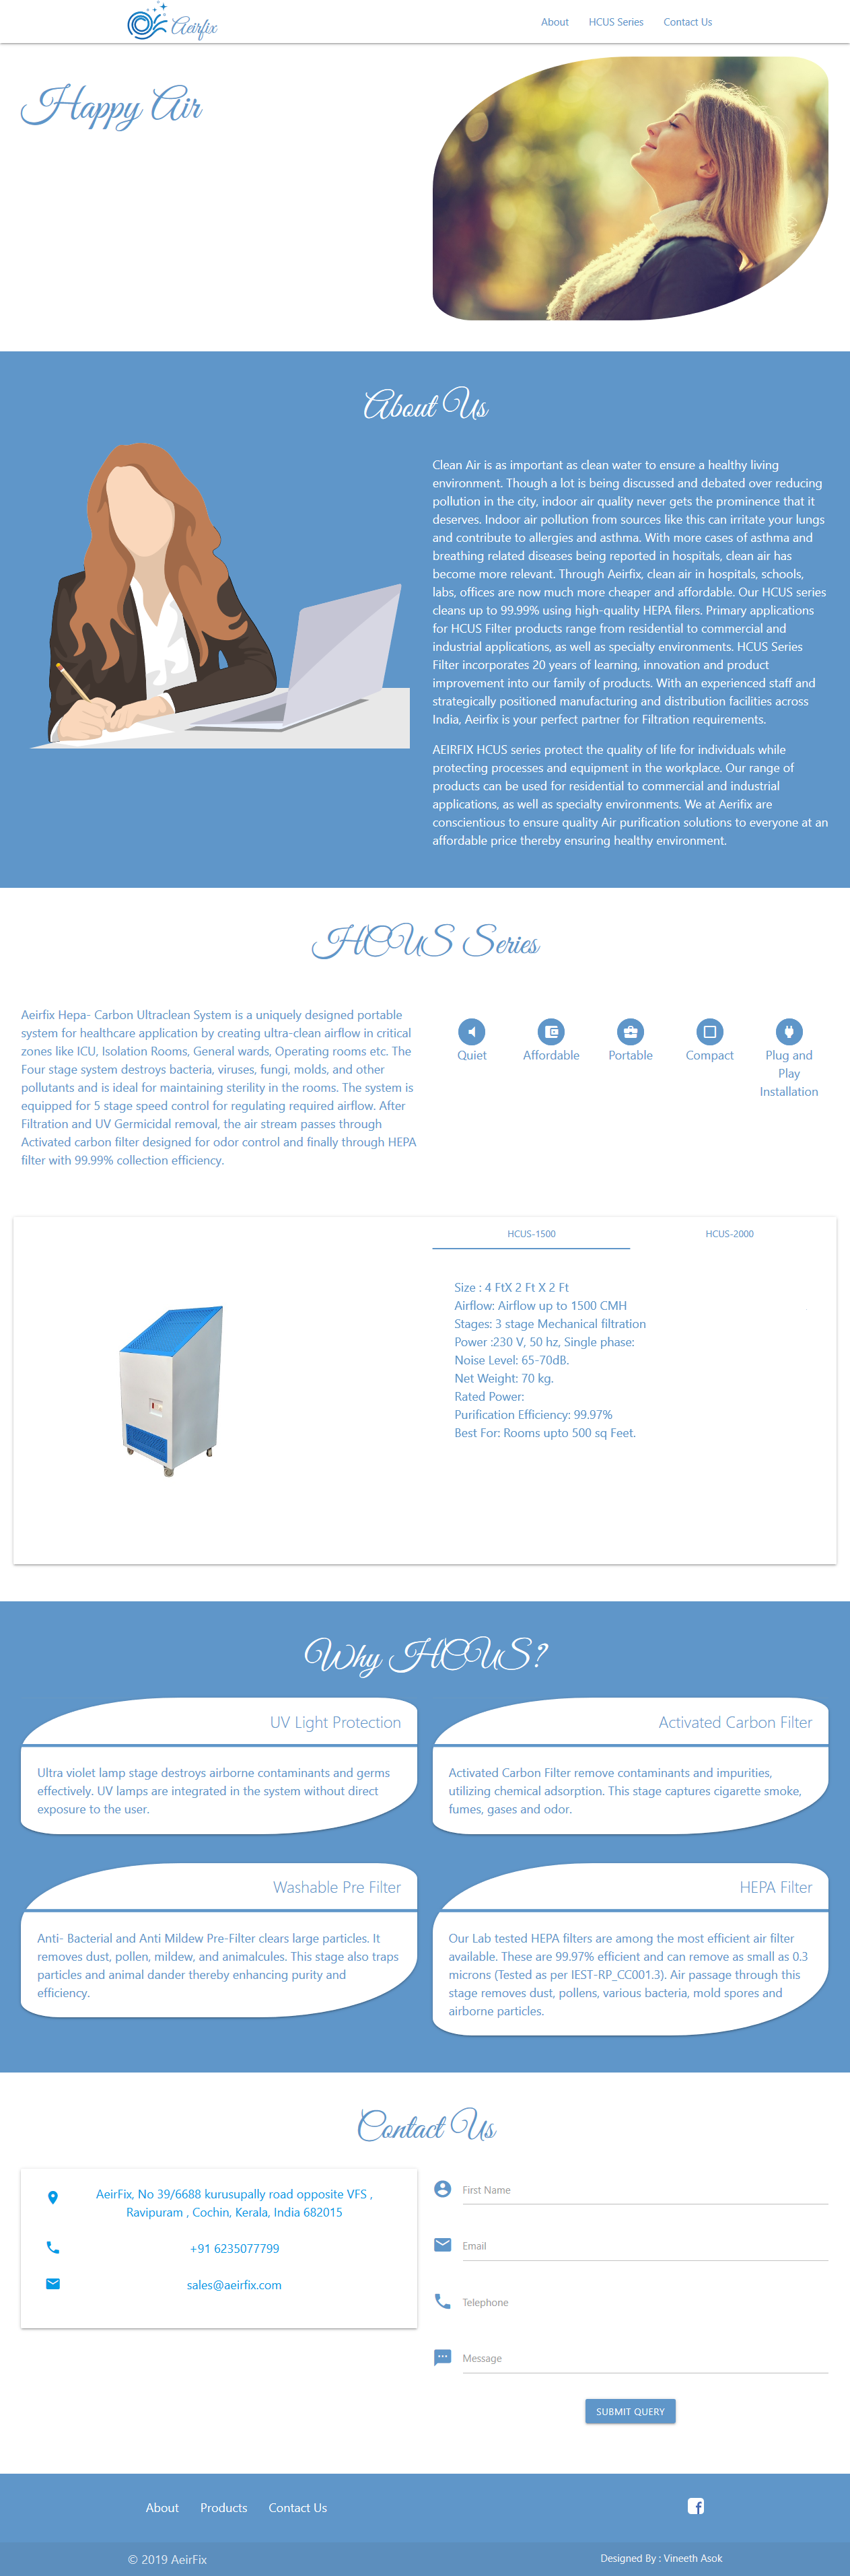 Aeirfix
About
HCUS Series
Contact Us
Happy Air
About Us
Clean Air is as important as clean water to ensure a healthy living
environment. Though a lot is being discussed and debated over reducing
pollution in the city, indoor air quality never gets the prominence that it
deserves. Indoor air pollution from sources like this can irritate your lungs
and contribute to allergies and asthma. With more cases of asthma and
breathing related diseases being reported in hospitals, clean air has
become more relevant. Through Aeirfix, clean air in hospitals, schools,
labs, offices are now much more cheaper and affordable. Our HCUS series
cleans up to 99.99% using high-quality HEPA filers. Primary applications
for HCUS Filter products range from residential to commercial and
industrial applications, as well as specialty environments. HCUS Series
Filter incorporates 20 years of learning, innovation and product
improvement into our family of products. With an experienced staff and
strategically positioned manufacturing and distribution facilities across
India, Aeirfix is your perfect partner for Filtration requirements.
AEIRFIX HCUS series protect the quality of life for individuals while
protecting processes and equipment in the workplace. Our range of
products can be used for residential to commercial and industrial
applications, as well as specialty environments. We at Aerifix are
conscientious to ensure quality Air purification solutions to everyone at an
affordable price thereby ensuring healthy environment.
HCUS Series
Aeirfix Hepa- Carbon Ultraclean System is a uniquely designed portable
system for healthcare application by creating ultra-clean airflow in critical
zones like ICU, Isolation Rooms, General wards, Operating rooms etc. The
Four stage system destroys bacteria, viruses, fungi, molds, and other
pollutants and is ideal for maintaining sterility in the rooms. The system is
equipped for 5 stage speed control for regulating required airflow. After
Filtration and UV Germicidal removal, the air stream passes through
Activated carbon filter designed for odor control and finally through HEPA
filter with 99.99% collection efficiency.
Quiet
Affordable
Portable
Compact
Plug and
Play
Installation
HCUS-1500
HCUS-2000
Size : 4 FtX 2 Ft X 2 Ft
Airflow: Airflow up to 1500 CMH
Stages: 3 stage Mechanical filtration
Power :230 V, 50 hz, Single phase:
Noise Level: 65-70dB.
Net Weight: 70 kg.
Rated Power:
Purification Efficiency: 99.97%
Best For: Rooms upto 500 sq Feet.
Why HCUS?
UV Light Protection
Ultra violet lamp stage destroys airborne contaminants and germs
effectively. UV lamps are integrated in the system without direct
exposure to the user.
Activated Carbon Filter
Activated Carbon Filter remove contaminants and impurities,
utilizing chemical adsorption. This stage captures cigarette smoke,
fumes, gases and odor.
Washable Pre Filter
Anti- Bacterial and Anti Mildew Pre-Filter clears large particles. It
removes dust, pollen, mildew, and animalcules. This stage also traps
particles and animal dander thereby enhancing purity and
efficiency.
HEPA Filter
Our Lab tested HEPA filters are among the most efficient air filter
available. These are 99.97% efficient and can remove as small as 0.3
microns (Tested as per IEST-RP_CC001.3). Air passage through this
stage removes dust, pollens, various bacteria, mold spores and
airborne particles.
Contact Us
AeirFix, No 39/6688 kurusupally road opposite VFS ,
Ravipuram , Cochin, Kerala, India 682015
+91 6235077799
sales@aeirfix.com
First Name
Email
Telephone
Message
SUBMIT QUERY
About
Products
Contact Us
© 2019 AeirFix
Designed By : Vineeth Asok